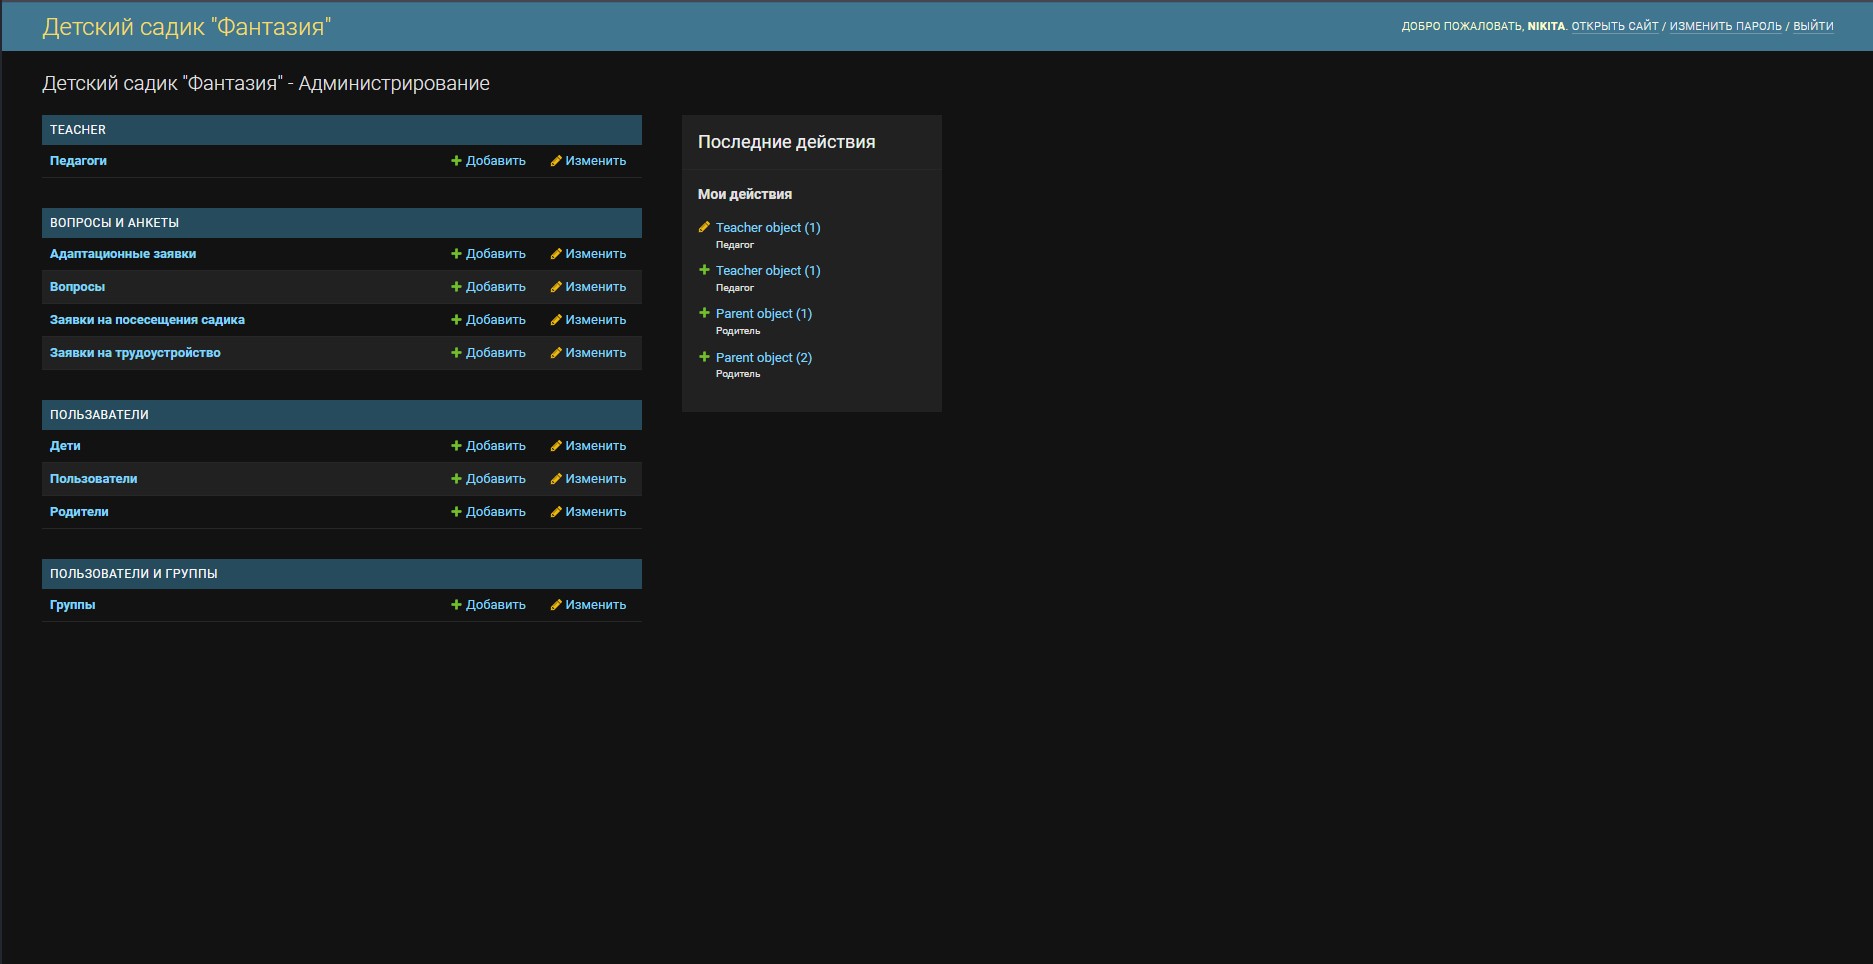 Детский садик "Фантазия"
ДОБРО ПОЖАЛОВАТЬ, NIKITA. ОТКРЫТЬ САЙТ / ИЗМЕНИТЬ ПАРОЛЬ / ВЫЙТИ
Детский садик "Фантазия" - Администрирование
TEACHER
Педагоги Добавить Изменить
ВОПРОСЫ И АНКЕТЫ
Адаптационные заявки Добавить Изменить
Вопросы Добавить Изменить
Заявки на посесещения садика Добавить Изменить
Заявки на трудоустройство Добавить Изменить
ПОЛЬЗАВАТЕЛИ
Дети Добавить Изменить
Пользователи Добавить Изменить
Родители Добавить Изменить
ПОЛЬЗОВАТЕЛИ И ГРУППЫ
Группы Добавить Изменить
Последние действия
Мои действия
Teacher object (1)
Педагог
Teacher object (1)
Педагог
Parent object (1)
Родитель
Parent object (2)
Родитель